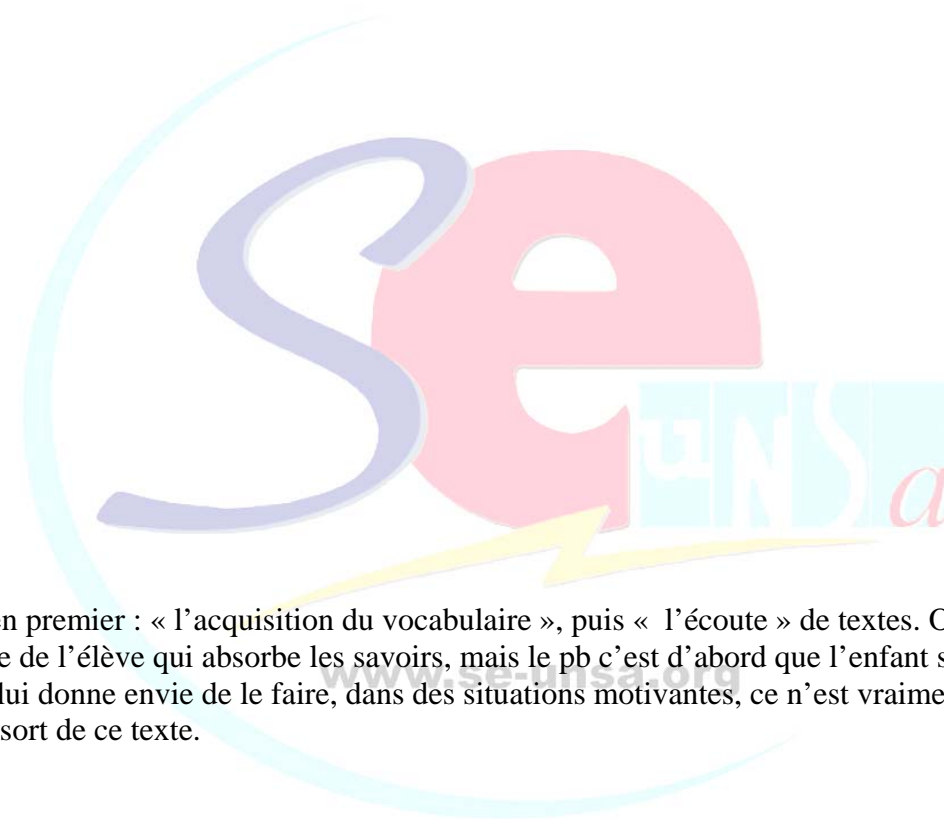 Se
uNSa
en premier : « l’acquisition du vocabulaire », puis «  l’écoute » de textes.
e de l’élève qui absorbe les savoirs, mais le pb c’est d’abord que l’enfant
www.se-unsa.org
lui donne envie de le faire, dans des situations motivantes, ce n’est
sort de ce texte.